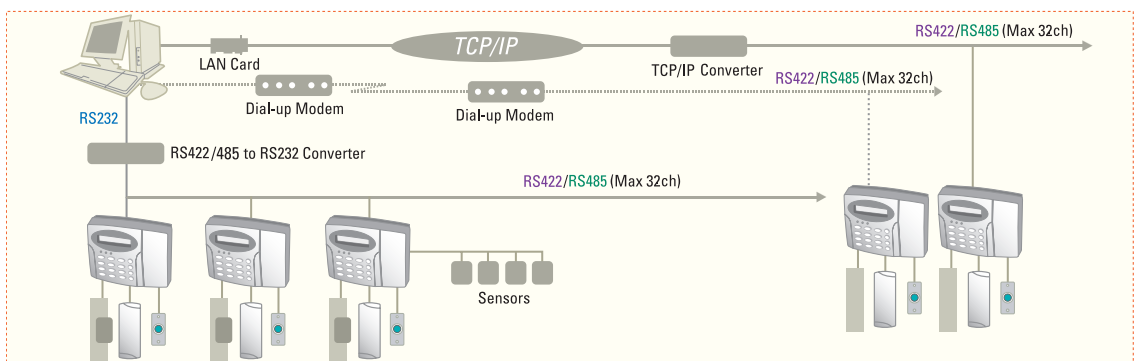 TCP/IP
RS422/RS485 (Max 32ch)
LAN Card
TCP/IP Converter
RS422/RS485 (Max 32ch)
Dial-up Modem
Dial-up Modem
RS232
RS422/485 to RS232 Converter
RS422/RS485 (Max 32ch)
Sensors